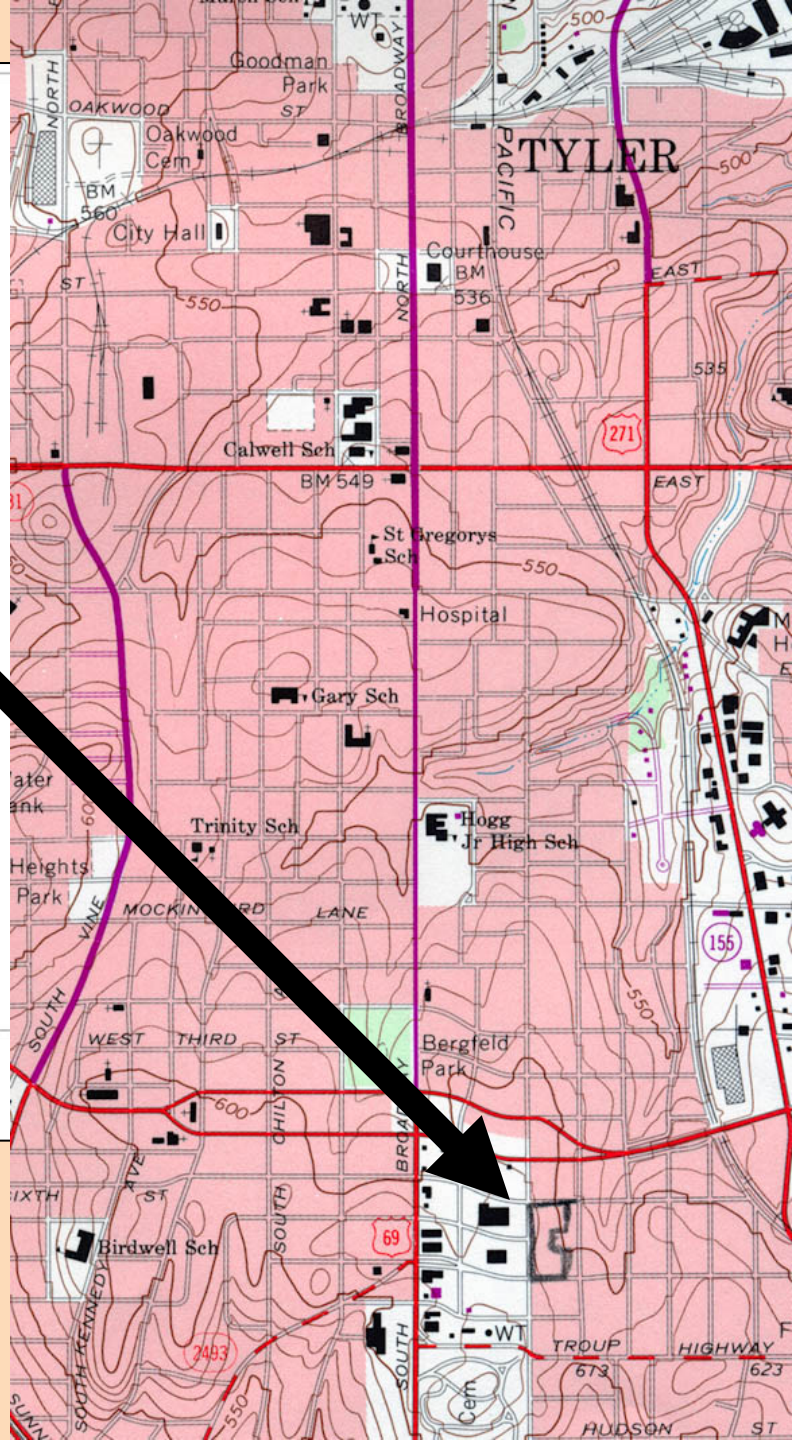 WT
500
BROADWAY
NORTH
Goodman
Park
OAKWOOD
ST
Oakwood
Cem
PACIFIC
TYLER
500
BM
560
City Hall
Courthouse
BM
536
NORTH
EAST
ST
550
535
271
Calwell Sch
BM 549
EAST
St Gregorys
Sch
550
Hospital
Gary Sch
600
Trinity Sch
Hogg
Jr High Sch
Heights
Park
MOCKINGBIRD LANE
VINE
155
SOUTH
550
WEST THIRD ST
Bergfeld
Park
CHILTON
600
AVE
ST
SOUTH
69
Birdwell Sch
SOUTH KENNEDY
2493
WT
TROUP HIGHWAY
673
623
SOUTH
Cem
550
HUDSON ST